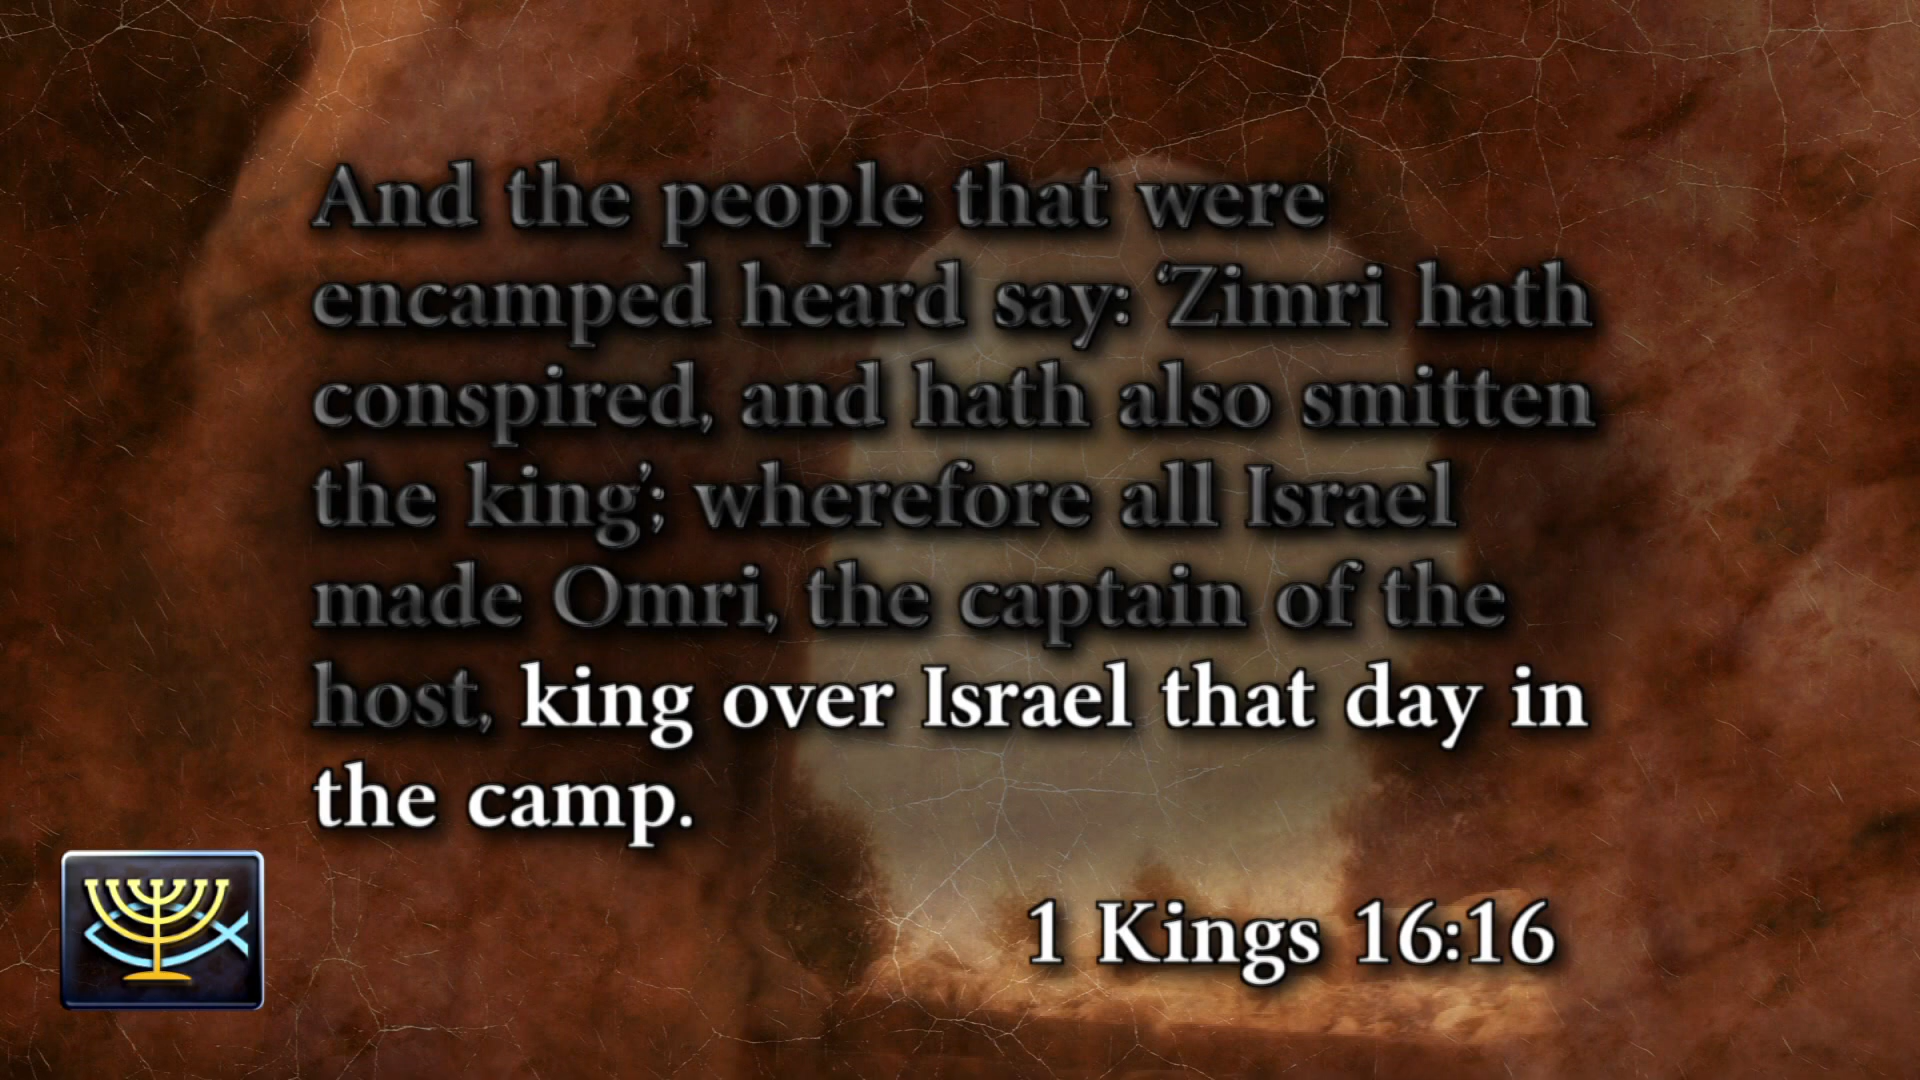 And the people that were
encamped heard say: ‘Zimri hath
conspired, and hath also smitten
the king’; wherefore all Israel
made Omri, the captain of the
host, king over Israel that day in
the camp.
1 Kings 16:16